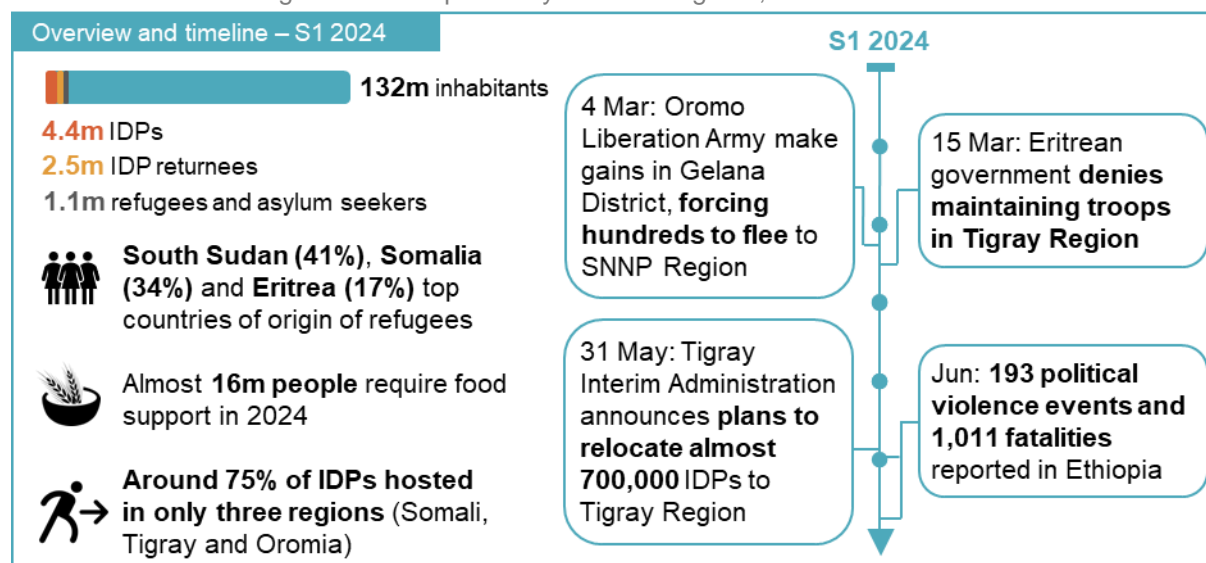 Overview and timeline – S1 2024
132m inhabitants
4.4m IDPs
2.5m IDP returnees
1.1m refugees and asylum seekers
South Sudan (41%), Somalia
(34%) and Eritrea (17%) top
countries of origin of refugees
Almost 16m people require food
support in 2024
Around 75% of IDPs hosted
in only three regions (Somali,
Tigray and Oromia)
S1 2024
4 Mar: Oromo
Liberation Army make
gains in Gelana
District, forcing
hundreds to flee to
SNNP Region
15 Mar: Eritrean
government denies
maintaining troops
in Tigray Region
31 May: Tigray
Interim Administration
announces plans to
relocate almost
700,000 IDPs to
Tigray Region
Jun: 193 political
violence events and
1,011 fatalities
reported in Ethiopia